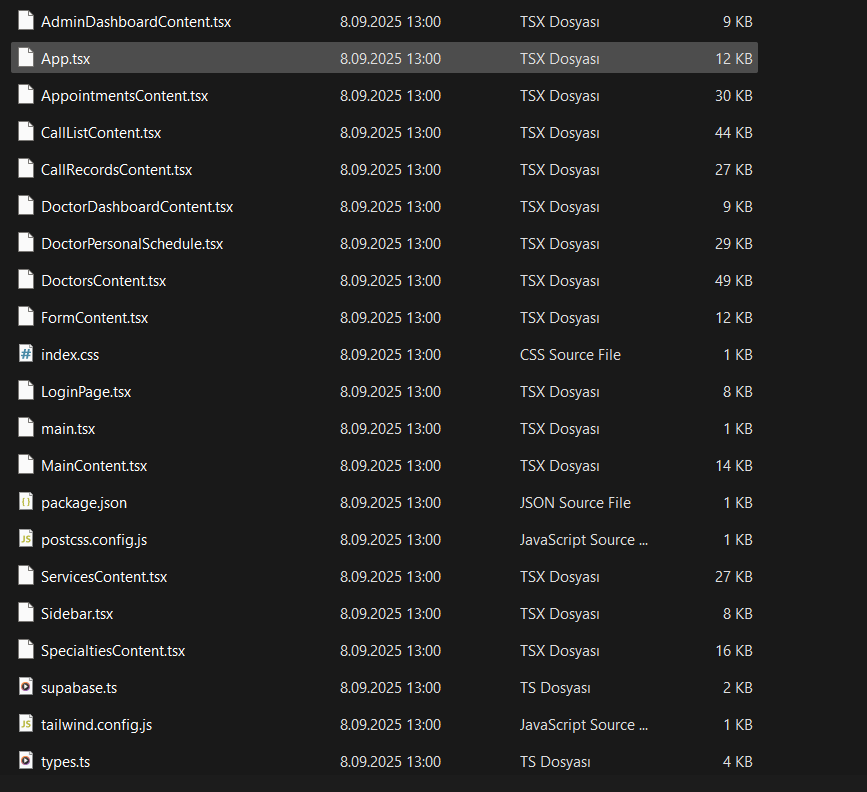 AdminDashboardContent.tsx 8.09.2025 13:00 TSX Dosyası 9 KB
App.tsx 8.09.2025 13:00 TSX Dosyası 12 KB
AppointmentsContent.tsx 8.09.2025 13:00 TSX Dosyası 30 KB
CallListContent.tsx 8.09.2025 13:00 TSX Dosyası 44 KB
CallRecordsContent.tsx 8.09.2025 13:00 TSX Dosyası 27 KB
DoctorDashboardContent.tsx 8.09.2025 13:00 TSX Dosyası 9 KB
DoctorPersonalSchedule.tsx 8.09.2025 13:00 TSX Dosyası 29 KB
DoctorsContent.tsx 8.09.2025 13:00 TSX Dosyası 49 KB
FormContent.tsx 8.09.2025 13:00 TSX Dosyası 12 KB
index.css 8.09.2025 13:00 CSS Source File 1 KB
LoginPage.tsx 8.09.2025 13:00 TSX Dosyası 8 KB
main.tsx 8.09.2025 13:00 TSX Dosyası 1 KB
MainContent.tsx 8.09.2025 13:00 TSX Dosyası 14 KB
package.json 8.09.2025 13:00 JSON Source File 1 KB
postcss.config.js 8.09.2025 13:00 JavaScript Source ... 1 KB
ServicesContent.tsx 8.09.2025 13:00 TSX Dosyası 27 KB
Sidebar.tsx 8.09.2025 13:00 TSX Dosyası 8 KB
SpecialtiesContent.tsx 8.09.2025 13:00 TSX Dosyası 16 KB
supabase.ts 8.09.2025 13:00 TS Dosyası 2 KB
tailwind.config.js 8.09.2025 13:00 JavaScript Source ... 1 KB
types.ts 8.09.2025 13:00 TS Dosyası 4 KB